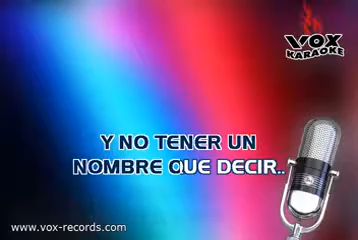 VOX
KARAOKE
Y NO TENER UN
NOMBRE QUE DECIR..
www.vox-records.com